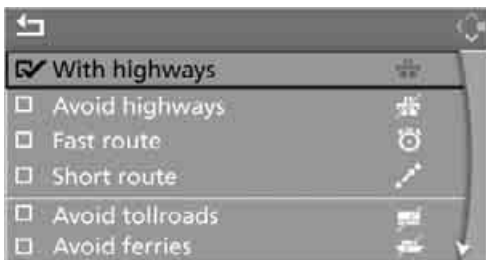 With highways
Avoid highways
Fast route
Short route
Avoid tollroads
Avoid ferries